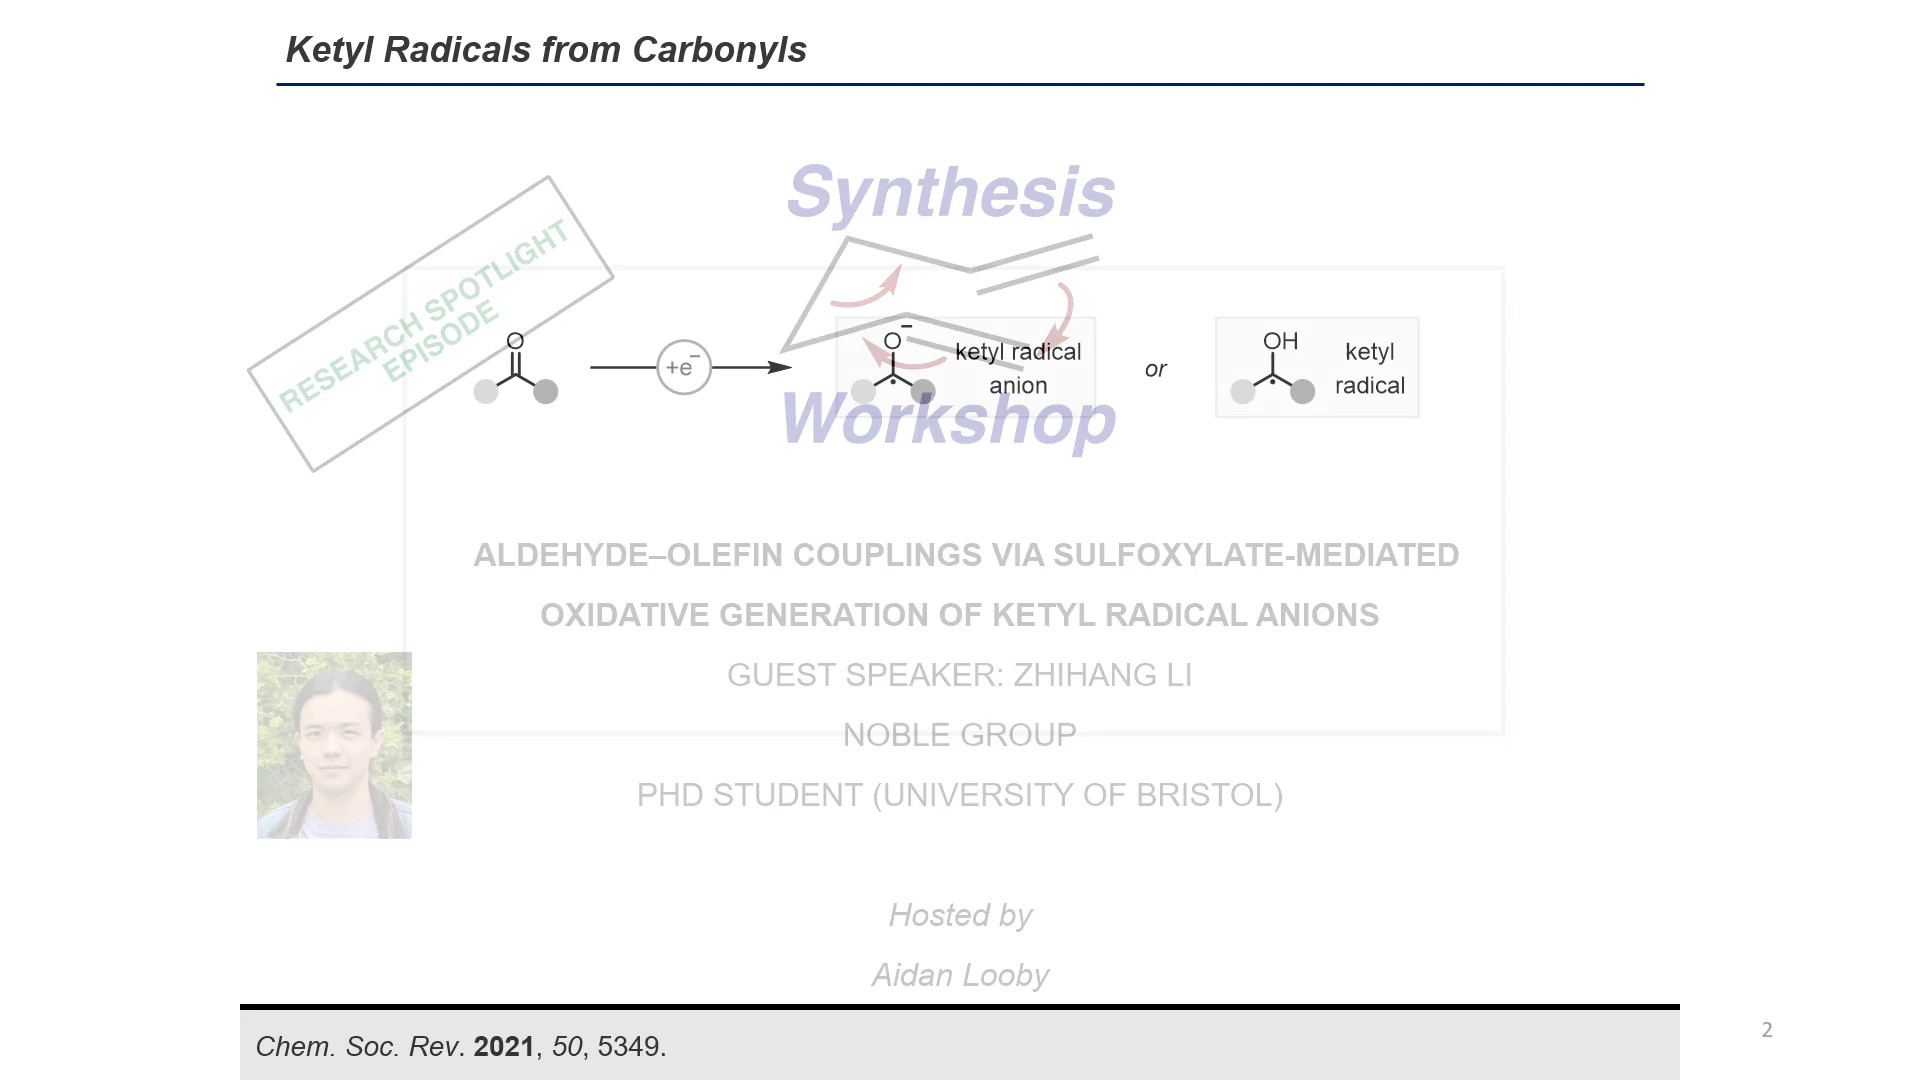 Ketyl Radicals from Carbonyls
Synthesis
RESEARCH SPOTLIGHT
EPISODE
O
+e−
O−
ketyl radical
anion
or
OH
ketyl
radical
Workshop
ALDEHYDE–OLEFIN COUPLINGS VIA SULFOXYLATE-MEDIATED
OXIDATIVE GENERATION OF KETYL RADICAL ANIONS
GUEST SPEAKER: ZHIHANG LI
NOBLE GROUP
PHD STUDENT (UNIVERSITY OF BRISTOL)
Hosted by
Aidan Looby
Chem. Soc. Rev. 2021, 50, 5349.
2